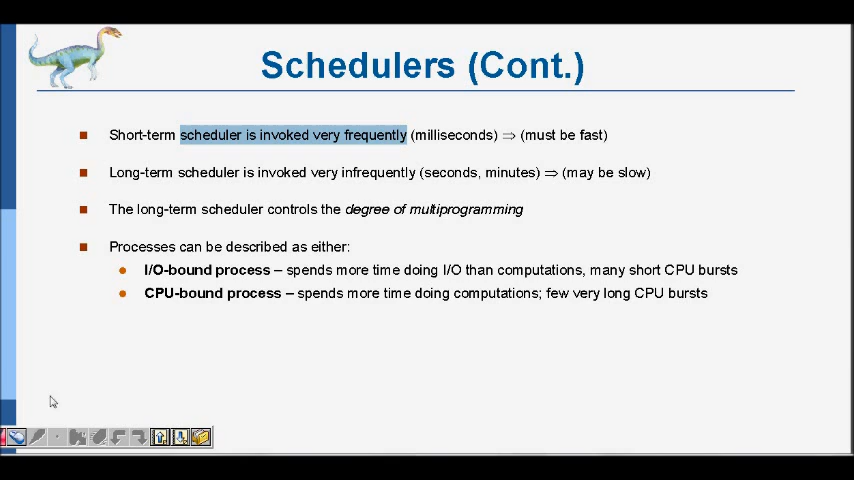 Schedulers (Cont.)
Short-term scheduler is invoked very frequently (milliseconds) ⇒ (must be fast)
Long-term scheduler is invoked very infrequently (seconds, minutes) ⇒ (may be slow)
The long-term scheduler controls the degree of multiprogramming
Processes can be described as either:
I/O-bound process – spends more time doing I/O than computations, many short CPU bursts
CPU-bound process – spends more time doing computations; few very long CPU bursts